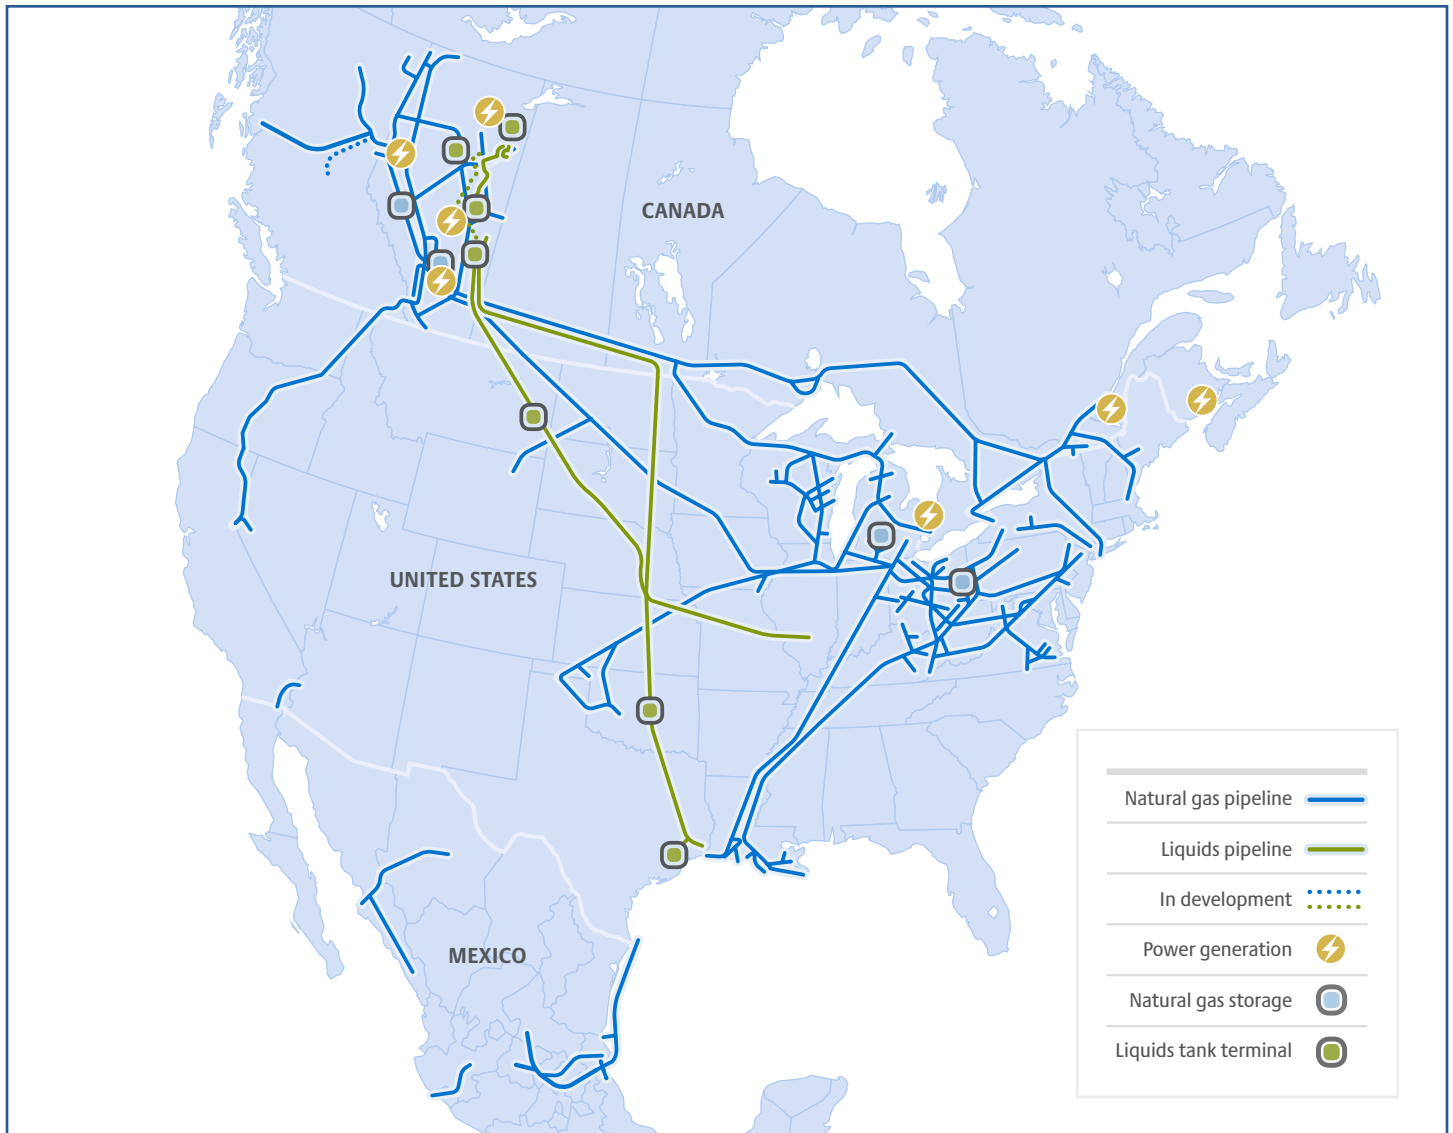 CANADA
UNITED STATES
MEXICO
Natural gas pipeline
Liquids pipeline
In development
Power generation
Natural gas storage
Liquids tank terminal